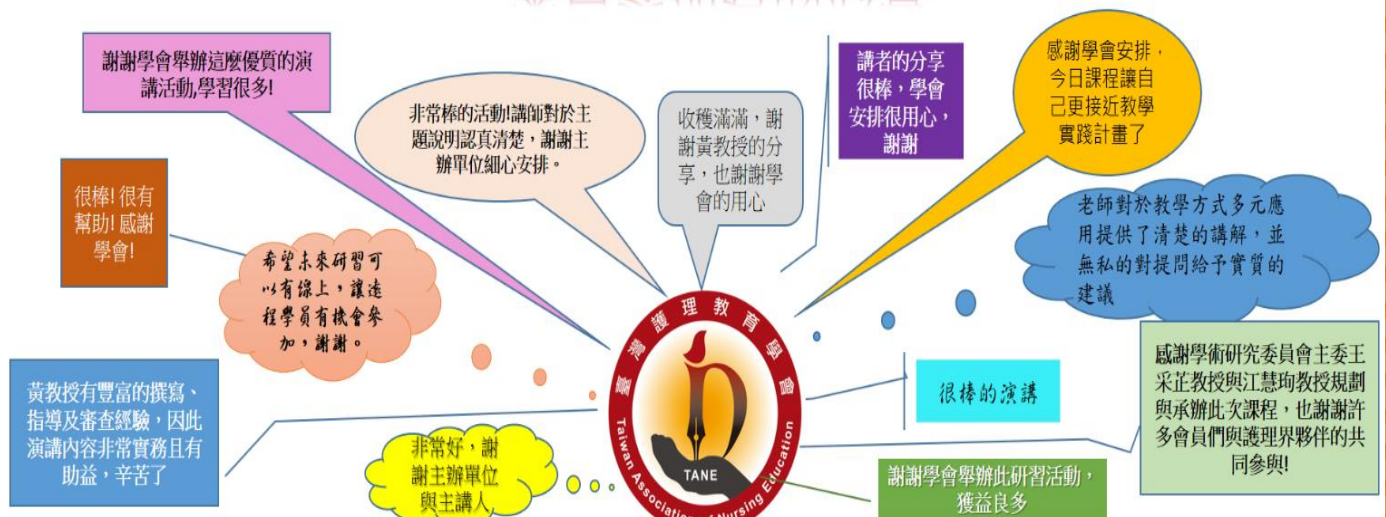 謝謝學會舉辦這麼優質的演
講活動,學習很多!
非常棒的活動!講師對於主
題說明認真清楚，謝謝主
辦單位細心安排。
收穫滿滿，謝
謝黃教授的分
享，也謝謝學
會的用心
講者的分享
很棒，學會
安排很用心，
謝謝
感謝學會安排，
今日課程讓自
己更接近教學
實踐計畫了
很棒! 很有
幫助! 感謝
學會!
希望未來研習可
以有線上，讓遠
程學員有機會參
加，謝謝。
老師對於教學方式多元應
用提供了清楚的講解，並
無私的對提問給予實質的
建議
黃教授有豐富的撰寫、
指導及審查經驗，因此
演講內容非常實務且有
助益，辛苦了
非常好，謝
謝主辦單位
與主講人
臺灣護理教育學會
TANE
Taiwan Association of Nursing Education
很棒的演講
感謝學術研究委員會主委王
采芷教授與江慧珣教授規劃
與承辦此次課程，也謝謝許
多會員們與護理界夥伴的共
同參與!
謝謝學會舉辦此研習活動，
獲益良多